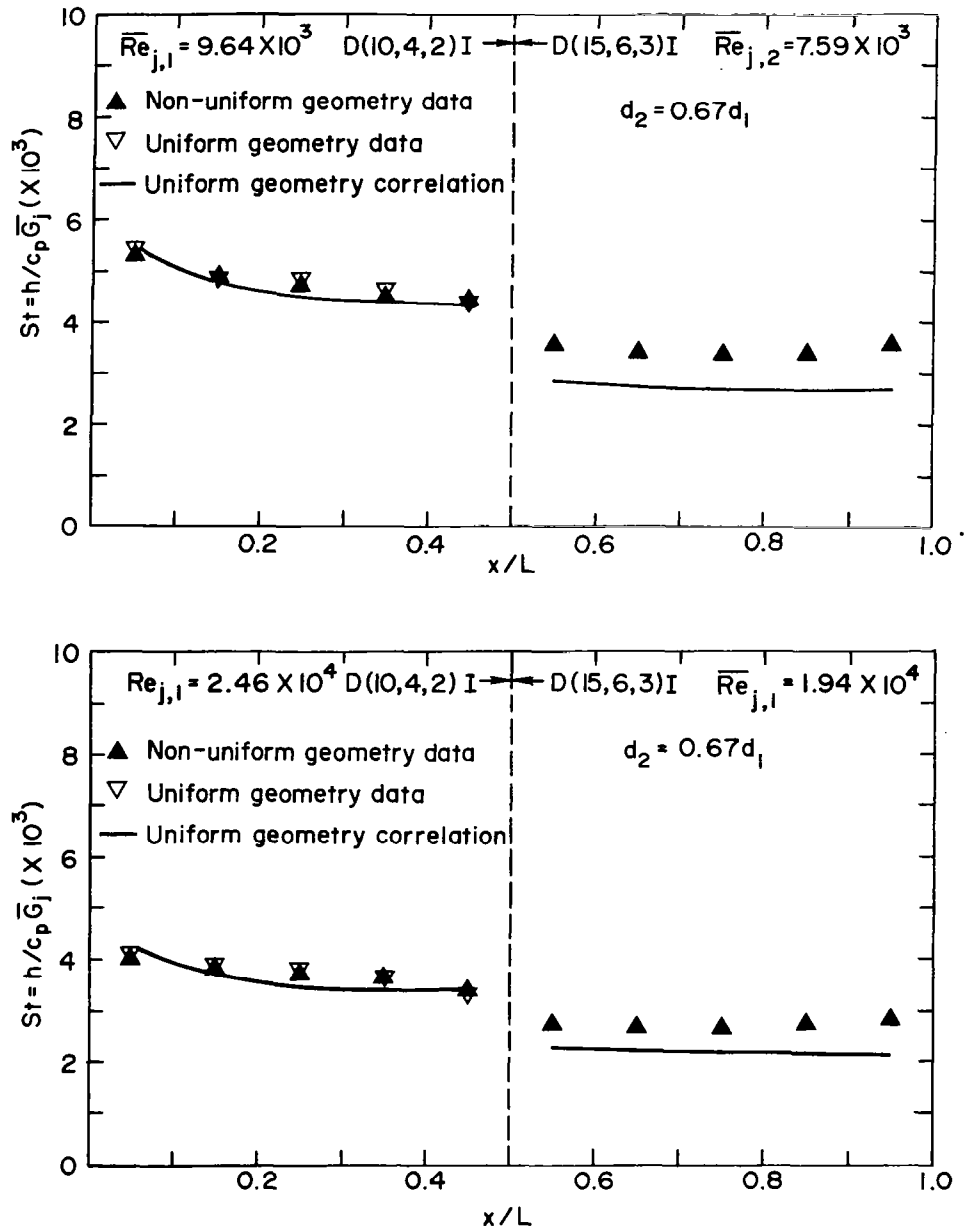 R̅e̅j,1 = 9.64 X 10³ D(10,4,2)I D(15,6,3)I R̅e̅j,2 = 7.59 X 10³
▲ Non-uniform geometry data
d₂ = 0.67d₁
▽ Uniform geometry data
— Uniform geometry correlation
St = h/cₚG̅ⱼ (X 10³)
10
8
6
4
2
0
0.2
0.4
0.6
0.8
1.0
x/L
Rej,1 = 2.46 X 10⁴ D(10,4,2)I D(15,6,3)I R̅e̅j,1 = 1.94 X 10⁴
▲ Non-uniform geometry data
d₂ = 0.67d₁
▽ Uniform geometry data
— Uniform geometry correlation
St = h/cₚG̅ⱼ (X 10³)
10
8
6
4
2
0
0.2
0.4
0.6
0.8
1.0
x/L